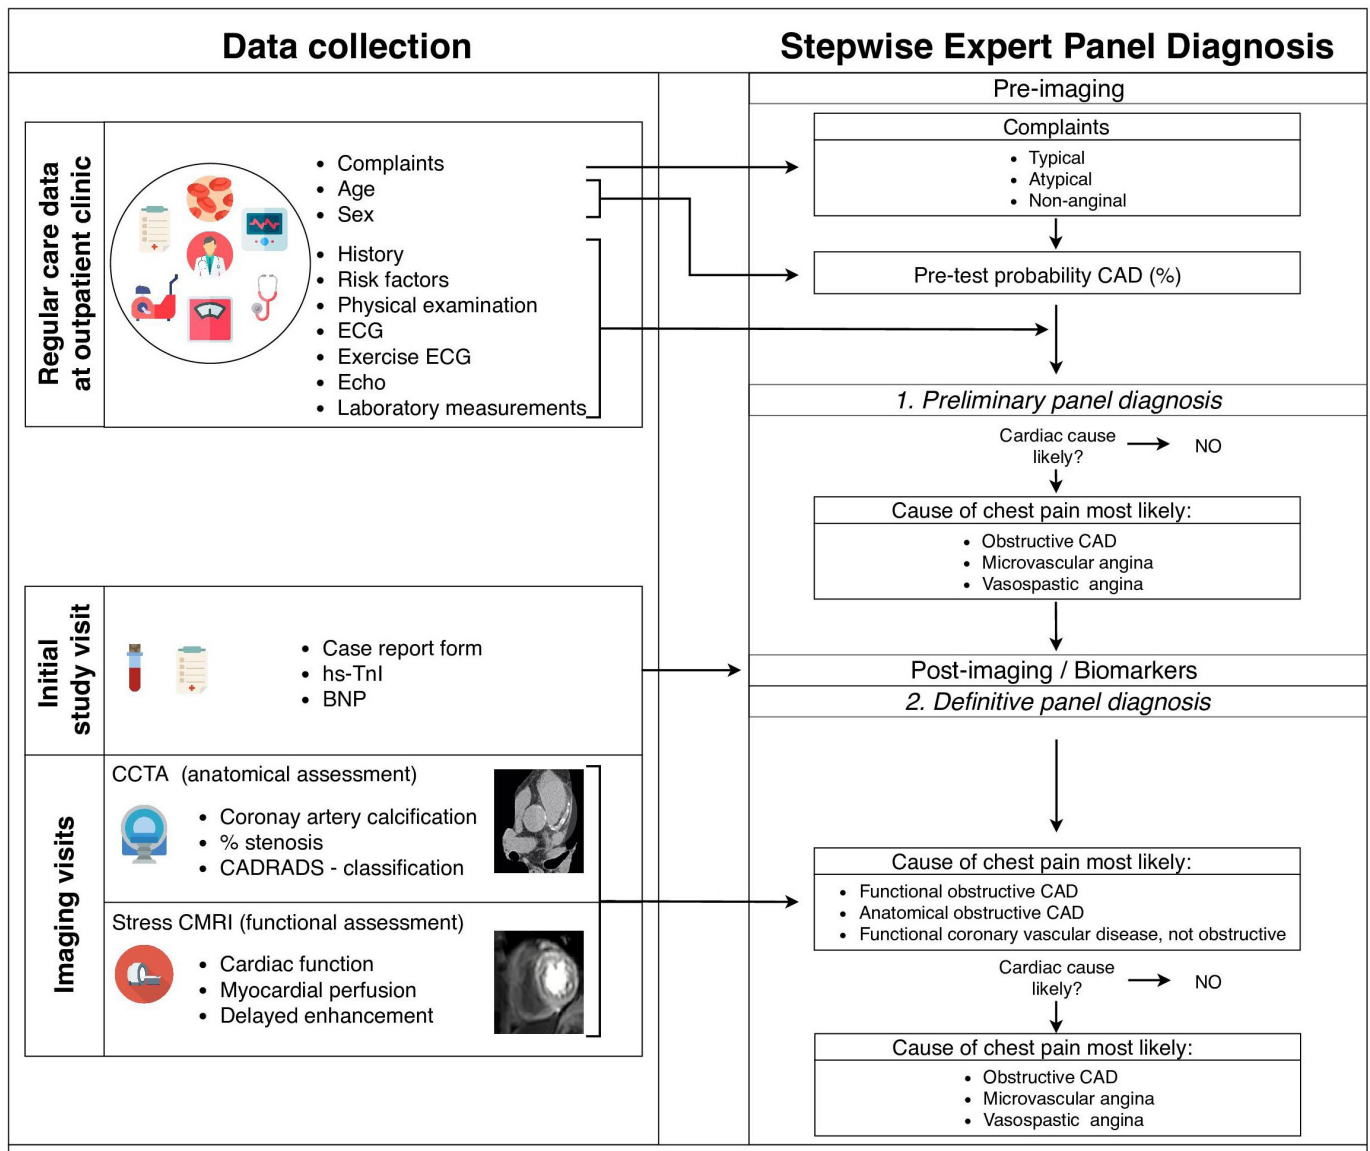 Data collection
Stepwise Expert Panel Diagnosis
Regular care data
at outpatient clinic
• Complaints
• Age
• Sex
• History
• Risk factors
• Physical examination
• ECG
• Exercise ECG
• Echo
• Laboratory measurements
Initial
study visit
• Case report form
• hs-TnI
• BNP
Imaging visits
CCTA (anatomical assessment)
• Coronay artery calcification
• % stenosis
• CADRADS - classification
Stress CMRI (functional assessment)
• Cardiac function
• Myocardial perfusion
• Delayed enhancement
Pre-imaging
Complaints
• Typical
• Atypical
• Non-anginal
Pre-test probability CAD (%)
1. Preliminary panel diagnosis
Cardiac cause
likely?
NO
Cause of chest pain most likely:
• Obstructive CAD
• Microvascular angina
• Vasospastic angina
Post-imaging / Biomarkers
2. Definitive panel diagnosis
Cause of chest pain most likely:
• Functional obstructive CAD
• Anatomical obstructive CAD
• Functional coronary vascular disease, not obstructive
Cardiac cause
likely?
NO
Cause of chest pain most likely:
• Obstructive CAD
• Microvascular angina
• Vasospastic angina